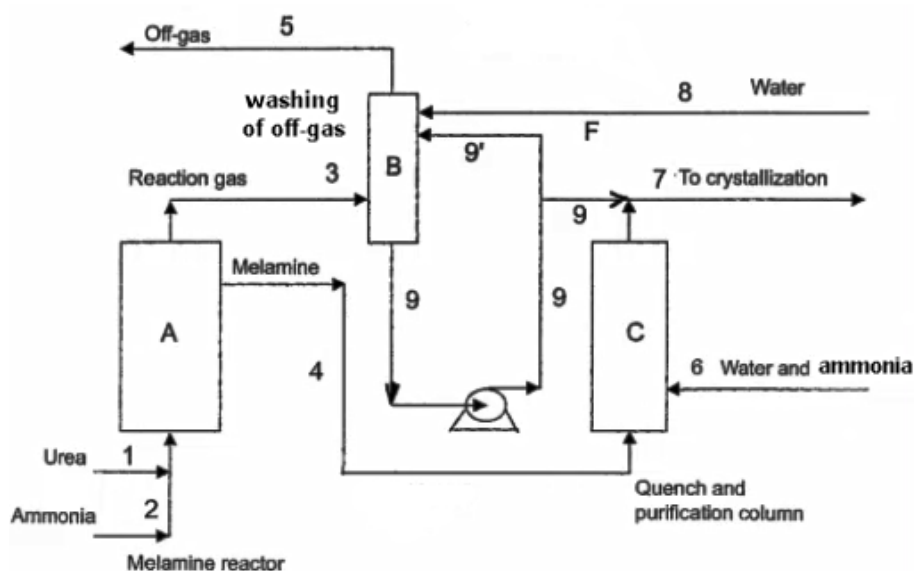 Off-gas
5
8
Water
washing
of off-gas
F
9'
B
Reaction gas
3
7
To crystallization
9
Melamine
9
9
A
C
4
6
Water and ammonia
Urea
1
Ammonia
2
Quench and
purification column
Melamine reactor